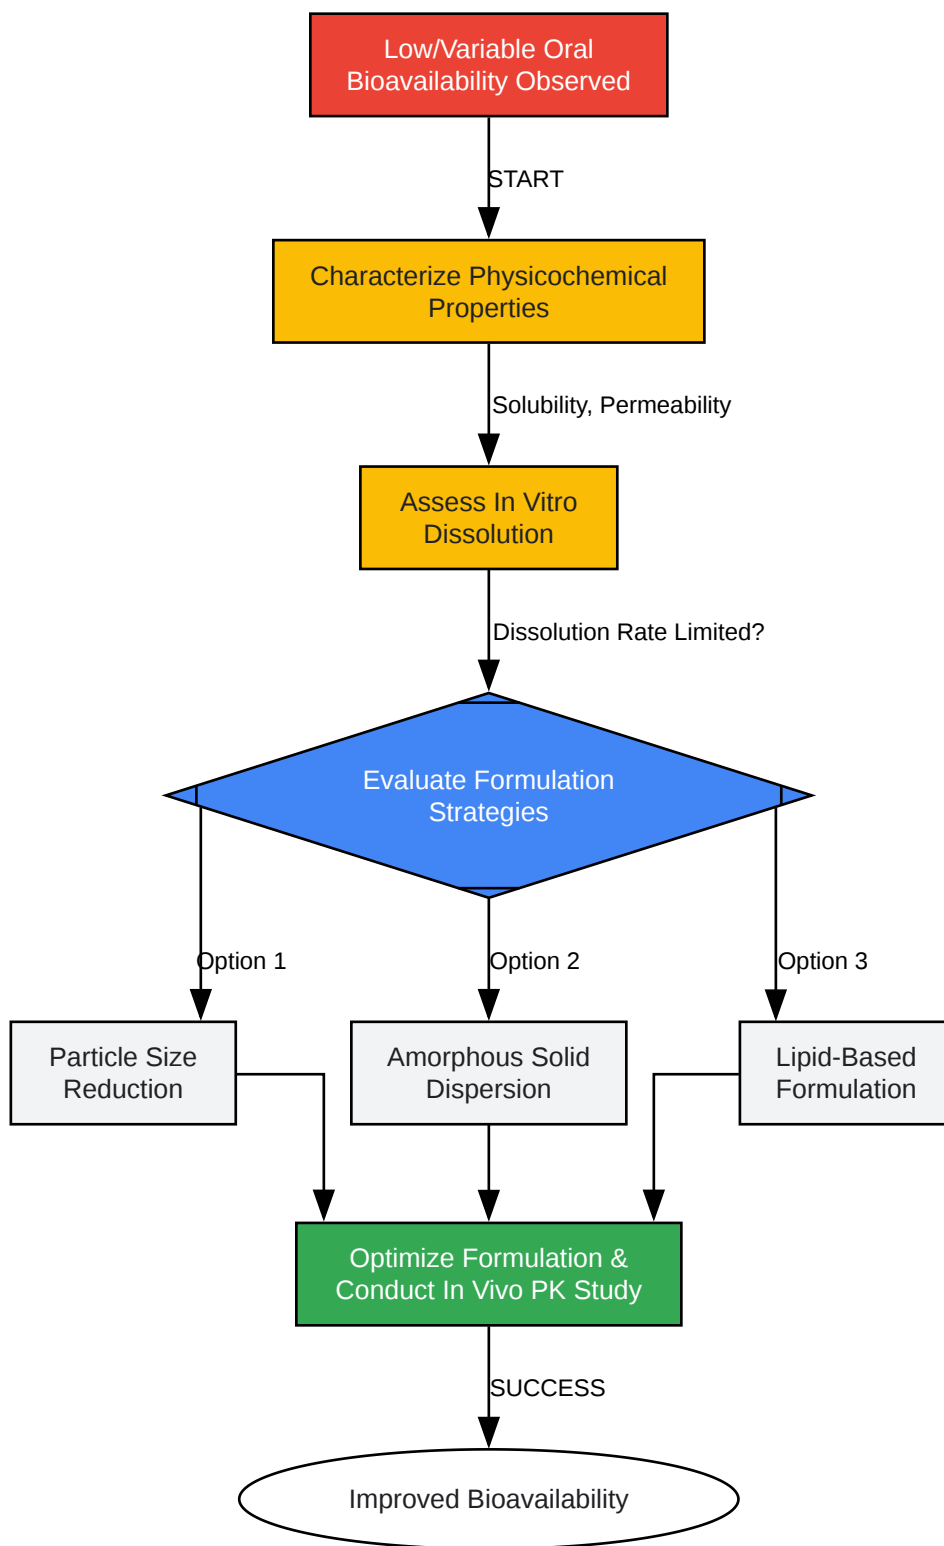 Low/Variable Oral
Bioavailability Observed
START
Characterize Physicochemical
Properties
Solubility, Permeability
Assess In Vitro
Dissolution
Dissolution Rate Limited?
Evaluate Formulation
Strategies
Option 1
Option 2
Option 3
Particle Size
Reduction
Amorphous Solid
Dispersion
Lipid-Based
Formulation
Optimize Formulation &
Conduct In Vivo PK Study
SUCCESS
Improved Bioavailability